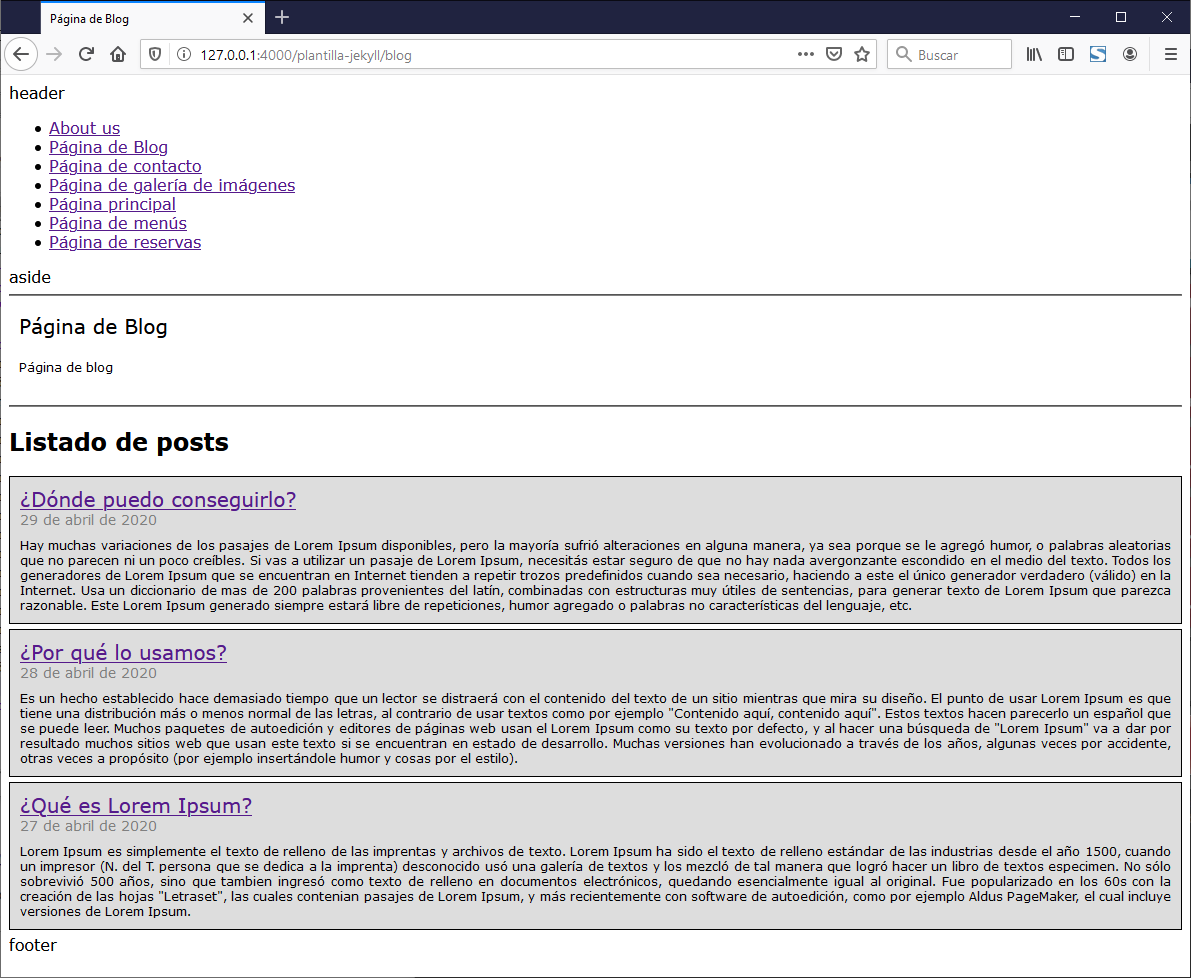 Página de Blog
127.0.0.1:4000/plantilla-jekyll/blog
Buscar
header
About us
Página de Blog
Página de contacto
Página de galería de imágenes
Página principal
Página de menús
Página de reservas
aside
Página de Blog
Página de blog
Listado de posts
¿Dónde puedo conseguirlo?
29 de abril de 2020
Hay muchas variaciones de los pasajes de Lorem Ipsum disponibles, pero la mayoría sufrió alteraciones en alguna manera, ya sea porque se le agregó humor, o palabras aleatorias
que no parecen ni un poco creíbles. Si vas a utilizar un pasaje de Lorem Ipsum, necesitás estar seguro de que no hay nada avergonzante escondido en el medio del texto. Todos los
generadores de Lorem Ipsum que se encuentran en Internet tienden a repetir trozos predefinidos cuando sea necesario, haciendo a este el único generador verdadero (válido) en la
Internet. Usa un diccionario de mas de 200 palabras provenientes del latín, combinadas con estructuras muy útiles de sentencias, para generar texto de Lorem Ipsum que parezca
razonable. Este Lorem Ipsum generado siempre estará libre de repeticiones, humor agregado o palabras no características del lenguaje, etc.
¿Por qué lo usamos?
28 de abril de 2020
Es un hecho establecido hace demasiado tiempo que un lector se distraerá con el contenido del texto de un sitio mientras que mira su diseño. El punto de usar Lorem Ipsum es que
tiene una distribución más o menos normal de las letras, al contrario de usar textos como por ejemplo "Contenido aquí, contenido aquí". Estos textos hacen parecerlo un español que
se puede leer. Muchos paquetes de autoedición y editores de páginas web usan el Lorem Ipsum como su texto por defecto, y al hacer una búsqueda de "Lorem Ipsum" va a dar por
resultado muchos sitios web que usan este texto si se encuentran en estado de desarrollo. Muchas versiones han evolucionado a través de los años, algunas veces por accidente,
otras veces a propósito (por ejemplo insertándole humor y cosas por el estilo).
¿Qué es Lorem Ipsum?
27 de abril de 2020
Lorem Ipsum es simplemente el texto de relleno de las imprentas y archivos de texto. Lorem Ipsum ha sido el texto de relleno estándar de las industrias desde el año 1500, cuando
un impresor (N. del T. persona que se dedica a la imprenta) desconocido usó una galería de textos y los mezcló de tal manera que logró hacer un libro de textos especimen. No sólo
sobrevivió 500 años, sino que tambien ingresó como texto de relleno en documentos electrónicos, quedando esencialmente igual al original. Fue popularizado en los 60s con la
creación de las hojas "Letraset", las cuales contenian pasajes de Lorem Ipsum, y más recientemente con software de autoedición, como por ejemplo Aldus PageMaker, el cual incluye
versiones de Lorem Ipsum.
footer